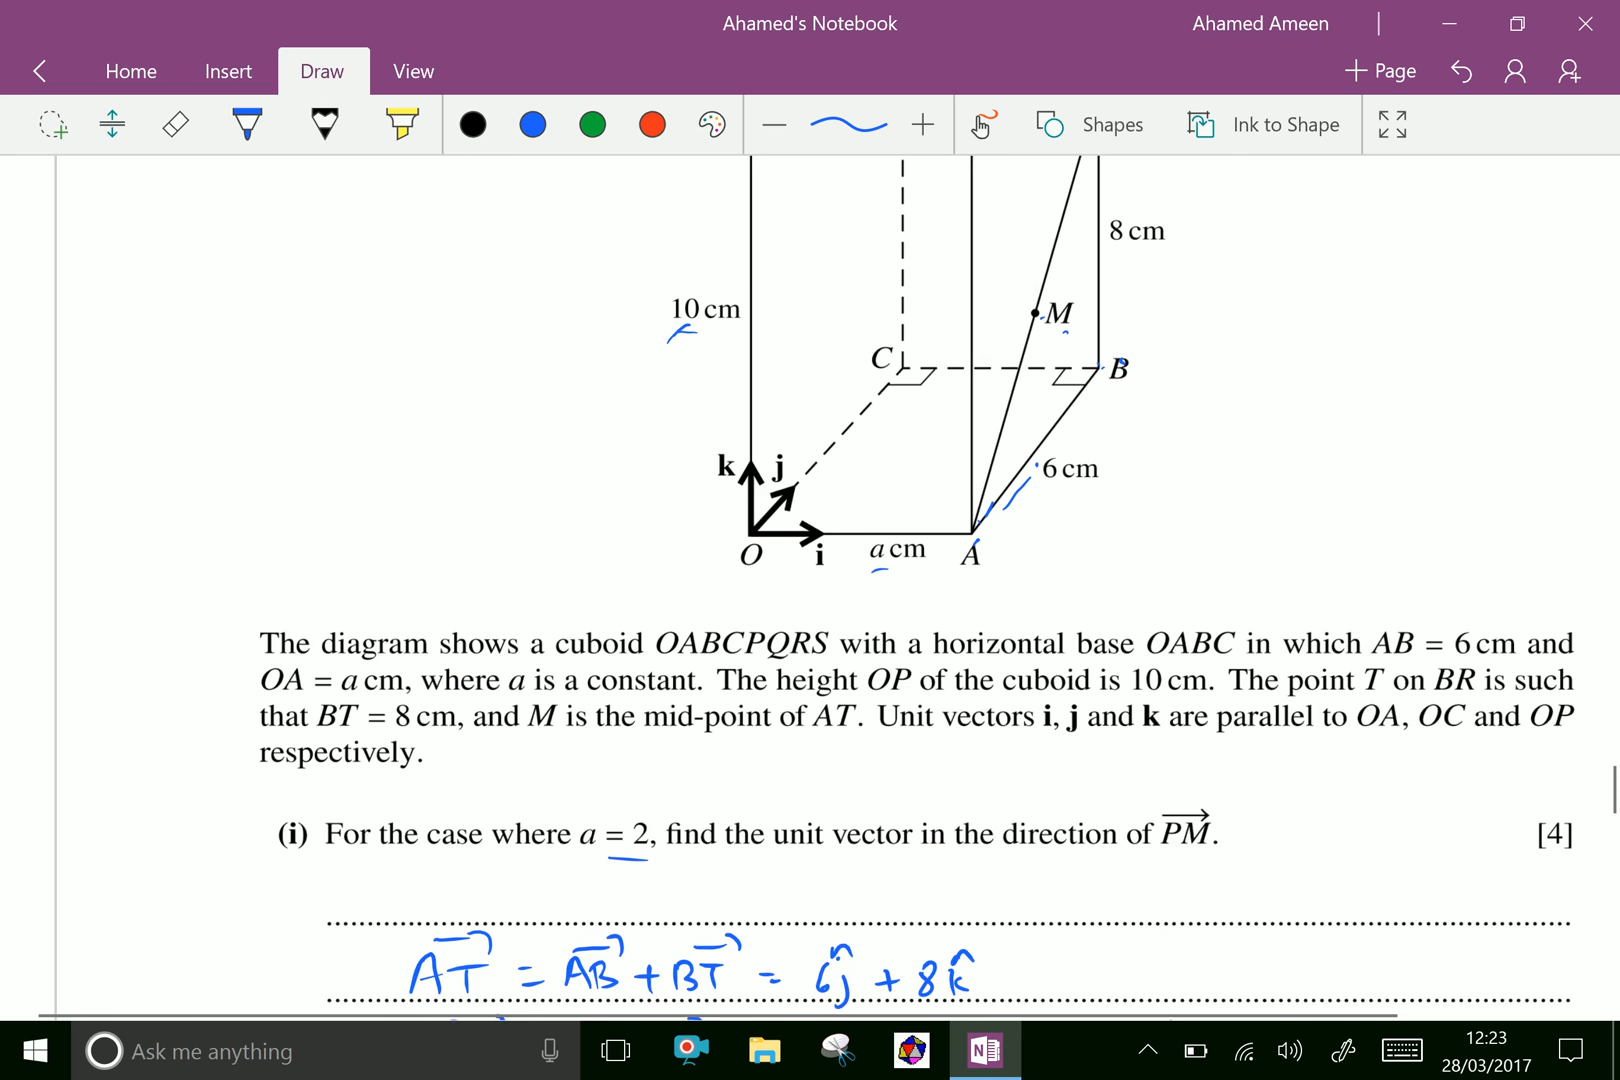 Ahamed's Notebook
Ahamed Ameen
Home Insert Draw View
Page
Shapes
Ink to Shape
8 cm
10 cm
M
C
B
k j
6 cm
O i a cm A
The diagram shows a cuboid OABCPQRS with a horizontal base OABC in which AB = 6 cm and
OA = a cm, where a is a constant. The height OP of the cuboid is 10 cm. The point T on BR is such
that BT = 8 cm, and M is the mid-point of AT. Unit vectors i, j and k are parallel to OA, OC and OP
respectively.
(i) For the case where a = 2, find the unit vector in the direction of \overrightarrow{PM}. [4]
\overrightarrow{AT} = \overrightarrow{AB} + \overrightarrow{BT} = 6ĵ + 8k̂
Ask me anything
N
12:23
28/03/2017